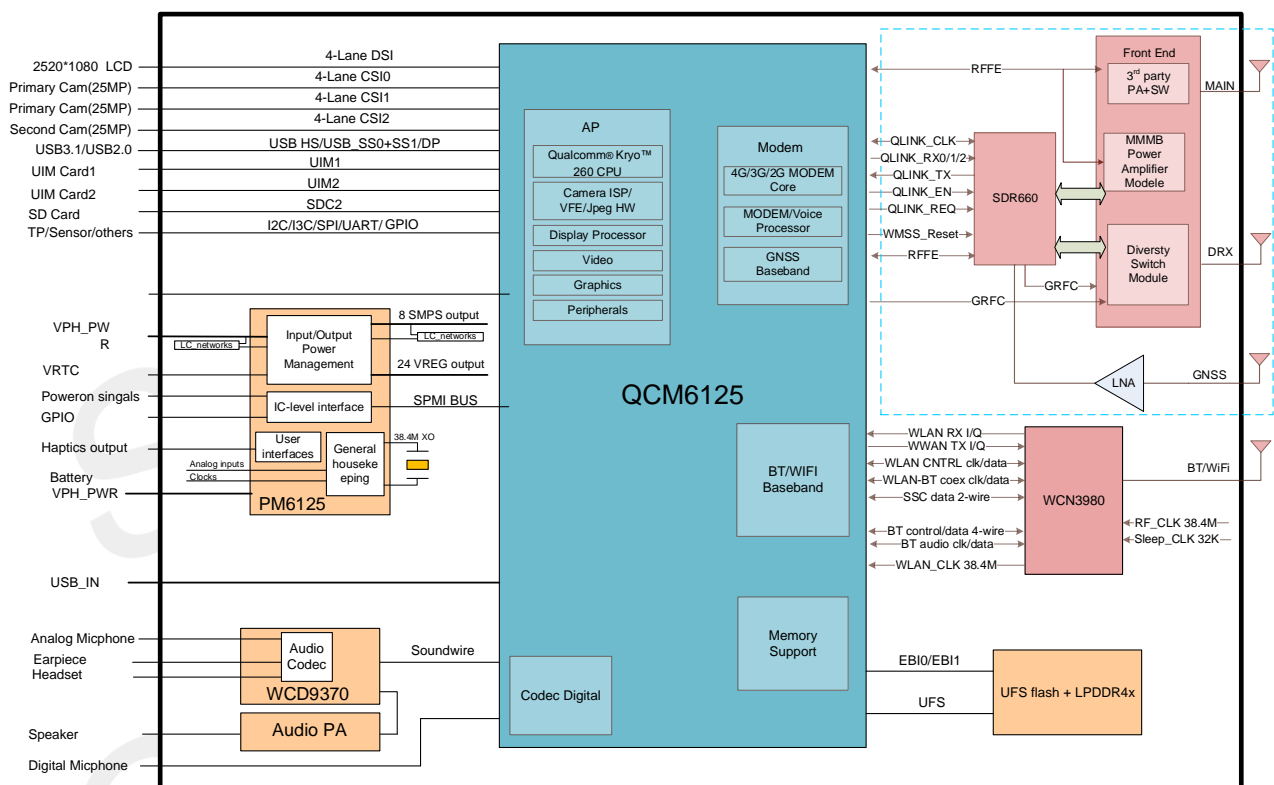 4-Lane DSI
2520*1080 LCD
4-Lane CSI0
Primary Cam(25MP)
4-Lane CSI1
Primary Cam(25MP)
4-Lane CSI2
Second Cam(25MP)
USB HS/USB_SS0+SS1/DP
USB3.1/USB2.0
UIM1
UIM Card1
UIM2
UIM Card2
SDC2
SD Card
I2C/I3C/SPI/UART/ GPIO
TP/Sensor/others
AP
Qualcomm® Kryo™
260 CPU
Camera ISP/
VFE/Jpeg HW
Display Processor
Video
Graphics
Peripherals
Modem
4G/3G/2G MODEM
Core
MODEM/Voice
Processor
GNSS
Baseband
QCM6125
BT/WIFI
Baseband
Memory
Support
Codec Digital
RFFE
QLINK_CLK
QLINK_RX0/1/2
QLINK_TX
QLINK_EN
QLINK_REQ
WMSS_Reset
RFFE
GRFC
SDR660
GRFC
Front End
3rd party
PA+SW
MMMB
Power
Amplifier
Modele
Diversty
Switch
Module
MAIN
DRX
GNSS
LNA
VPH_PW
R
LC_networks
VRTC
Poweron singals
GPIO
Haptics output
Battery
VPH_PWR
Input/Output
Power
Management
8 SMPS output
LC_networks
24 VREG output
IC-level interface
SPMI BUS
User
interfaces
General
houseke
eping
38.4M XO
Analog inputs
Clocks
PM6125
WLAN RX I/Q
WWAN TX I/Q
WLAN CNTRL clk/data
WLAN-BT coex clk/data
SSC data 2-wire
BT control/data 4-wire
BT audio clk/data
WLAN_CLK 38.4M
WCN3980
BT/WiFi
RF_CLK 38.4M
Sleep_CLK 32K
USB_IN
Analog Micphone
Earpiece
Headset
Audio
Codec
WCD9370
Soundwire
Audio PA
Speaker
Digital Micphone
EBI0/EBI1
UFS
UFS flash + LPDDR4x